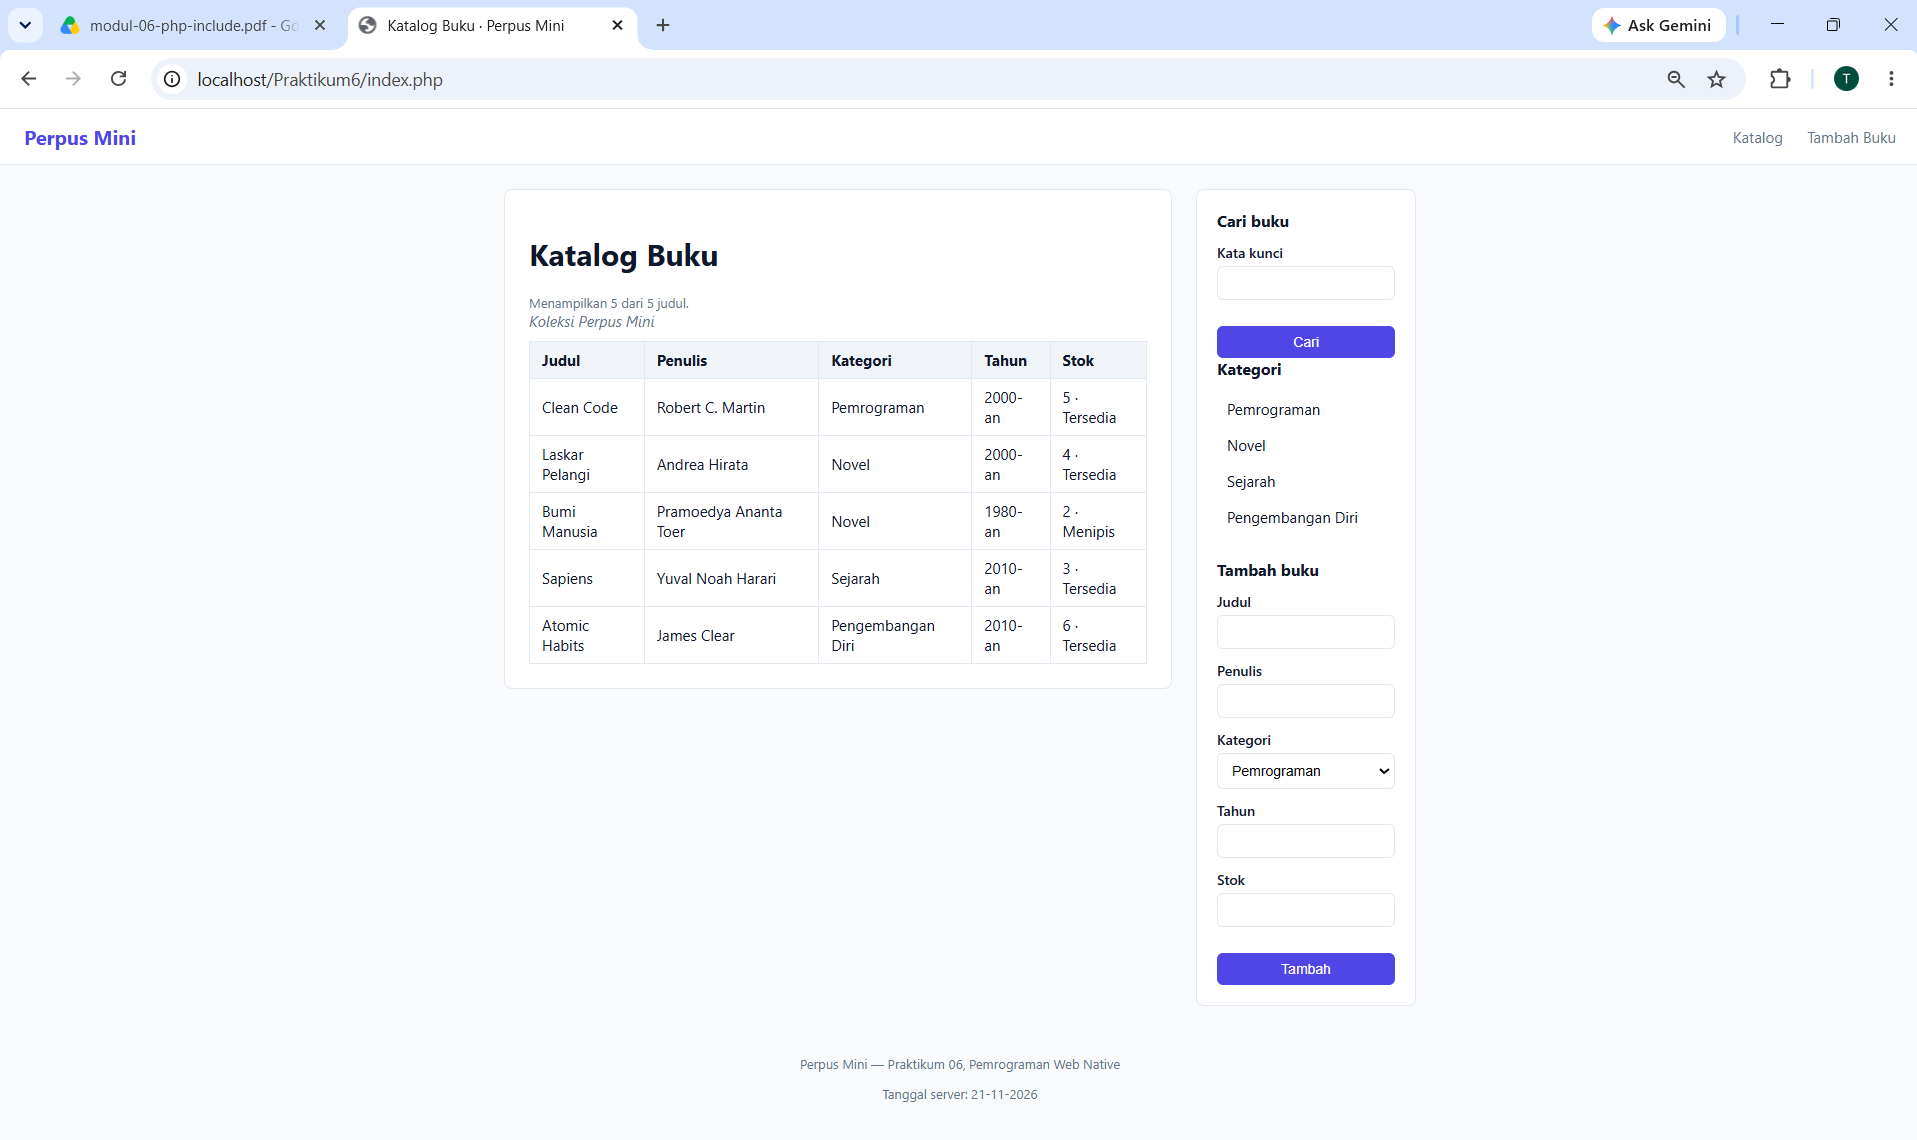 modul-06-php-include.pdf - Go
Katalog Buku · Perpus Mini
Ask Gemini
localhost/Praktikum6/index.php
T
Perpus Mini
Katalog
Tambah Buku
Katalog Buku
Menampilkan 5 dari 5 judul.
Koleksi Perpus Mini
Judul Penulis Kategori Tahun Stok
Clean Code Robert C. Martin Pemrograman 2000-an 5 · Tersedia
Laskar Pelangi Andrea Hirata Novel 2000-an 4 · Tersedia
Bumi Manusia Pramoedya Ananta Toer Novel 1980-an 2 · Menipis
Sapiens Yuval Noah Harari Sejarah 2010-an 3 · Tersedia
Atomic Habits James Clear Pengembangan Diri 2010-an 6 · Tersedia
Cari buku
Kata kunci
Cari
Kategori
Pemrograman
Novel
Sejarah
Pengembangan Diri
Tambah buku
Judul
Penulis
Kategori
Pemrograman
Tahun
Stok
Tambah
Perpus Mini — Praktikum 06, Pemrograman Web Native
Tanggal server: 21-11-2026